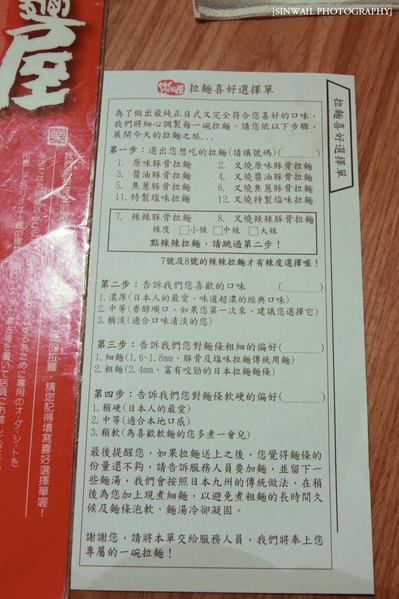 [SINWAIL PHOTOGRAPHY]
屋
拉麵喜好選擇單
拉麵喜好選擇單
為了做出最純正日式又完全符合您喜好的口味，
我們將細心調製每一碗拉麵。請您依以下步驟，
展開今天的拉麵之旅...
第一步：選出您想吃的拉麵(請填號碼)(　　)
1. 原味豚骨拉麵　2. 叉燒原味豚骨拉麵
3. 醬油豚骨拉麵　4. 叉燒醬油豚骨拉麵
5. 焦蔥豚骨拉麵　6. 叉燒焦蔥豚骨拉麵
11. 特製鹽味拉麵　12. 叉燒特製鹽味拉麵
7. 辣辣豚骨拉麵　8. 叉燒辣辣豚骨拉麵
辣度　□小辣　□中辣　□大辣
點辣辣拉麵，請跳過第二步！
7號及8號的辣辣拉麵才有辣度選擇喔！
第二步：告訴我們您喜歡的口味　(　　)
1. 濃厚(日本人的最愛，味道超濃的經典口味)
2. 中等(香醇順口，如果您第一次來，建議您選擇它)
3. 稍淡(適合口味清淡的您)
第三步：告訴我們您對麵條粗細的偏好(　　)
1. 細麵(1.6-1.8mm，豚骨及鹽味拉麵傳統用麵)
2. 粗麵(2.4mm，富有咬勁的日本拉麵麵條)
第四步：告訴我們您對麵條軟硬的偏好(　　)
1. 稍硬(日本人的最愛)
2. 中等(適合本地口感)
3. 稍軟(為喜歡軟麵的您多煮一會兒)
最後提醒您，如果拉麵送上之後，您覺得麵條的
份量還不夠，請告訴服務人員要加麵，並留下一
些麵湯，我們會按照日本九州的傳統做法，在稍
後為您加上現煮細麵，以避免煮粗麵的長時間久
候及麵條泡軟、麵湯冷卻凝固。
謝謝您，請將本單交給服務人員，我們將奉上您
專屬的一碗拉麵！
請您記得填寫喜好選擇單喔！